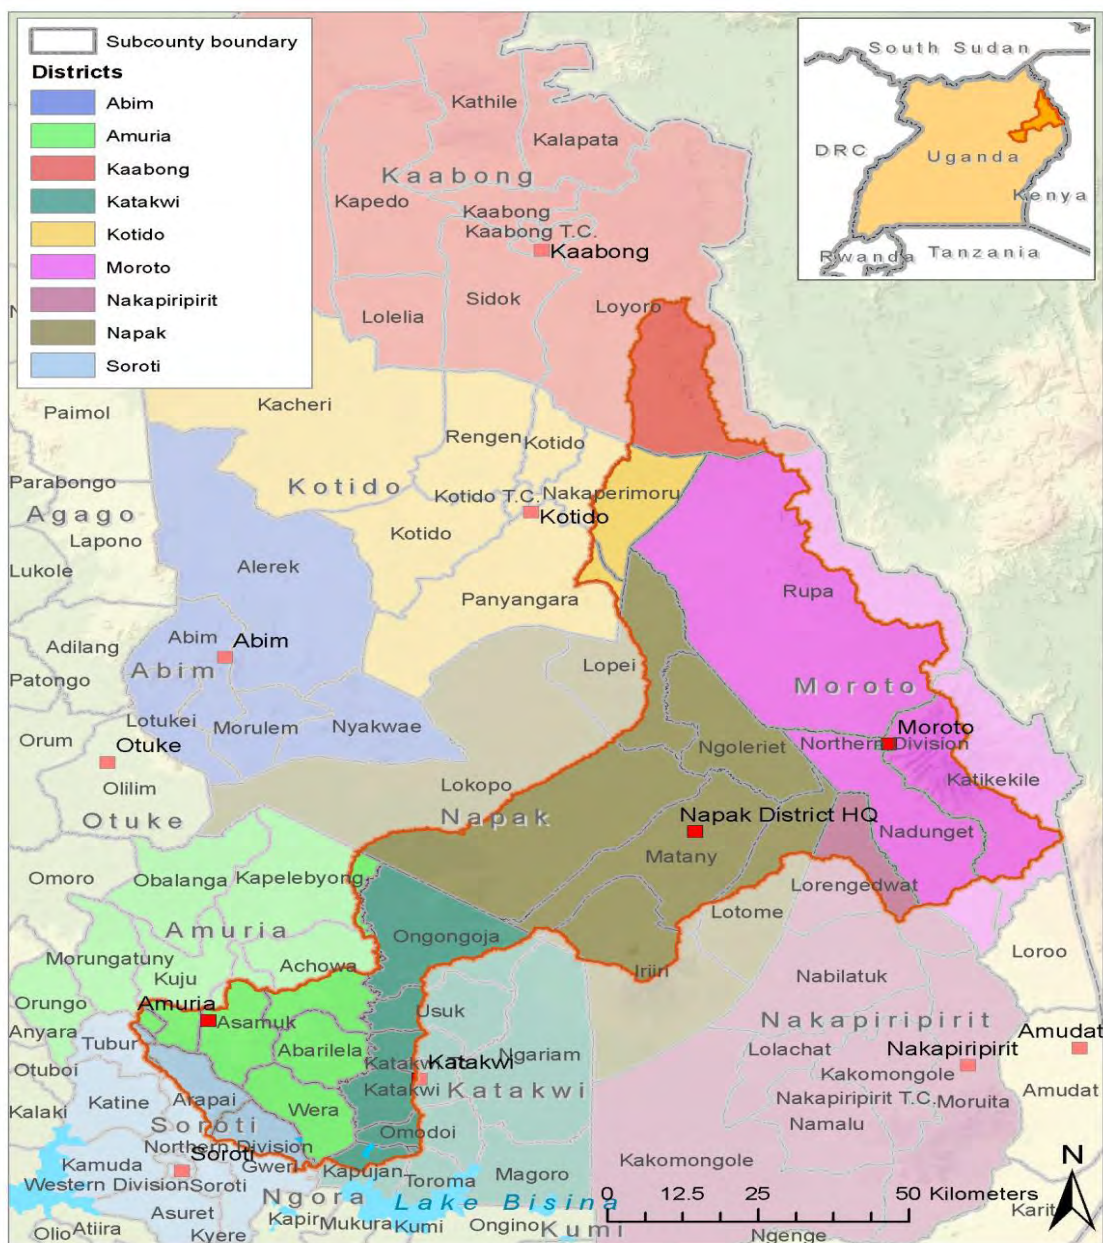 Subcounty boundary
Districts
Abim
Amuria
Kaabong
Katakwi
Kotido
Moroto
Nakapiripirit
Napak
Soroti
South Sudan
DRC
Uganda
Kenya
Rwanda
Tanzania
Kathile
Kalapata
Kaabong
Kapedo
Kaabong
Kaabong T.C.
Kaabong
Sidok
Lolelia
Loyoro
Paimol
Kacheri
Rengen
Kotido
Parabongo
Kotido
Kotido T.C.
Nakaperimoru
Agago
Kotido
Kotido
Lapono
Lukole
Alerek
Panyangara
Rupa
Adilang
Abim
Abim
Abim
Lopei
Patongo
Moroto
Lotukei
Morulem
Nyakwae
Moroto
Orum
Otuke
Ngoleriet
Northern Division
Katikekile
Olilim
Lokopo
Otuke
Napak
Napak District HQ
Nadunget
Matany
Omoro
Obalanga
Kapelebyong
Lorengedwat
Lotome
Amuria
Ongongoja
Loroo
Morungatuny
Achowa
Iriiri
Kuju
Nabilatuk
Orungo
Amuria
Asamuk
Usuk
Nakapiripirit
Anyara
Tubur
Abarilela
Ngariam
Lolachat
Nakapiripirit
Amudat
Otuboi
Katakwi
Katakwi
Katakwi
Kakomongole
Amudat
Kalaki
Katine
Arapai
Wera
Nakapiripirit T.C.
Moruita
Soroti
Omodoi
Namalu
Northern Division
Soroti
Gweri
Kapujan
Kamuda
Toroma
Magoro
Kakomongole
Western Division
Soroti
Ngora
Lake Bisina
0 12.5 25 50 Kilometers
N
Asuret
Kapir
Mukura
Kumi
Ongino
Kumi
Olio
Atiira
Kyere
Ngenge